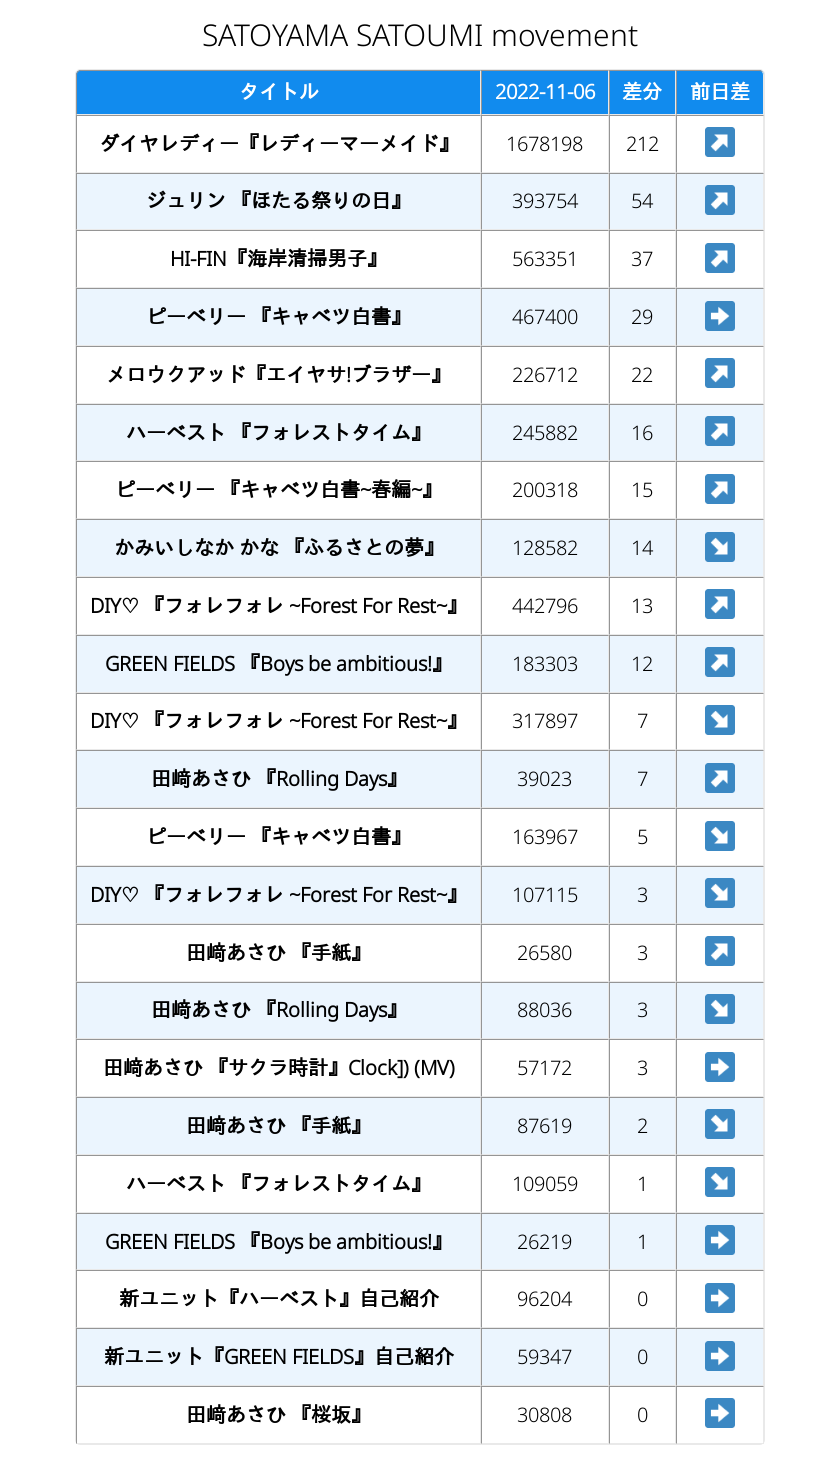 SATOYAMA SATOUMI movement
タイトル 2022-11-06 差分 前日差
ダイヤレディー『レディーマーメイド』 1678198 212
ジュリン 『ほたる祭りの日』 393754 54
HI-FIN『海岸清掃男子』 563351 37
ピーベリー 『キャベツ白書』 467400 29
メロウクアッド『エイヤサ!ブラザー』 226712 22
ハーベスト 『フォレストタイム』 245882 16
ピーベリー 『キャベツ白書~春編~』 200318 15
かみいしなか かな 『ふるさとの夢』 128582 14
DIY♡ 『フォレフォレ ~Forest For Rest~』 442796 13
GREEN FIELDS 『Boys be ambitious!』 183303 12
DIY♡ 『フォレフォレ ~Forest For Rest~』 317897 7
田﨑あさひ 『Rolling Days』 39023 7
ピーベリー 『キャベツ白書』 163967 5
DIY♡ 『フォレフォレ ~Forest For Rest~』 107115 3
田﨑あさひ 『手紙』 26580 3
田﨑あさひ 『Rolling Days』 88036 3
田﨑あさひ 『サクラ時計』Clock]) (MV) 57172 3
田﨑あさひ 『手紙』 87619 2
ハーベスト 『フォレストタイム』 109059 1
GREEN FIELDS 『Boys be ambitious!』 26219 1
新ユニット『ハーベスト』自己紹介 96204 0
新ユニット『GREEN FIELDS』自己紹介 59347 0
田﨑あさひ 『桜坂』 30808 0